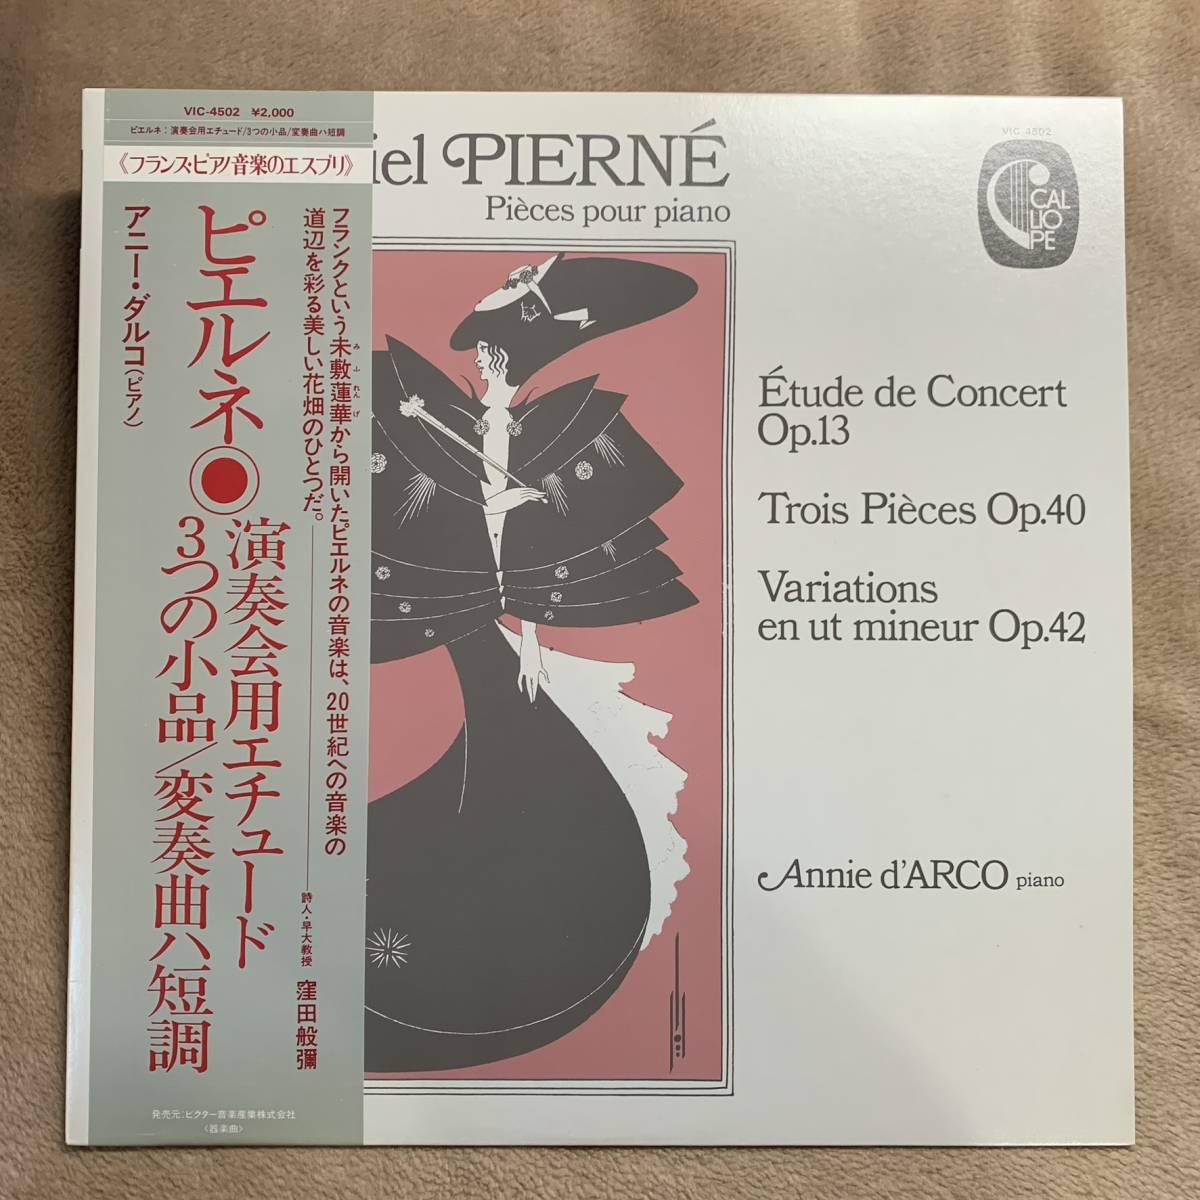 VIC-4502 ¥2,000
ピエルネ：演奏会用エチュード/3つの小品/変奏曲ハ短調
《フランス・ピアノ音楽のエスプリ》
フランクという未敷蓮華から開いたピエルネの音楽は、20世紀への音楽の
みふれんげ
道辺を彩る美しい花畑のひとつだ。
詩人・早大教授 窪田般彌
ピエルネ◉演奏会用エチュード
3つの小品/変奏曲ハ短調
アニー・ダルコ(ピアノ)
発売元：ビクター音楽産業株式会社
〈器楽曲〉
iel PIERNÉ
Pièces pour piano
VIC-4502
CAL
LIO
PE
Étude de Concert
Op.13
Trois Pièces Op.40
Variations
en ut mineur Op.42
Annie d'ARCO piano